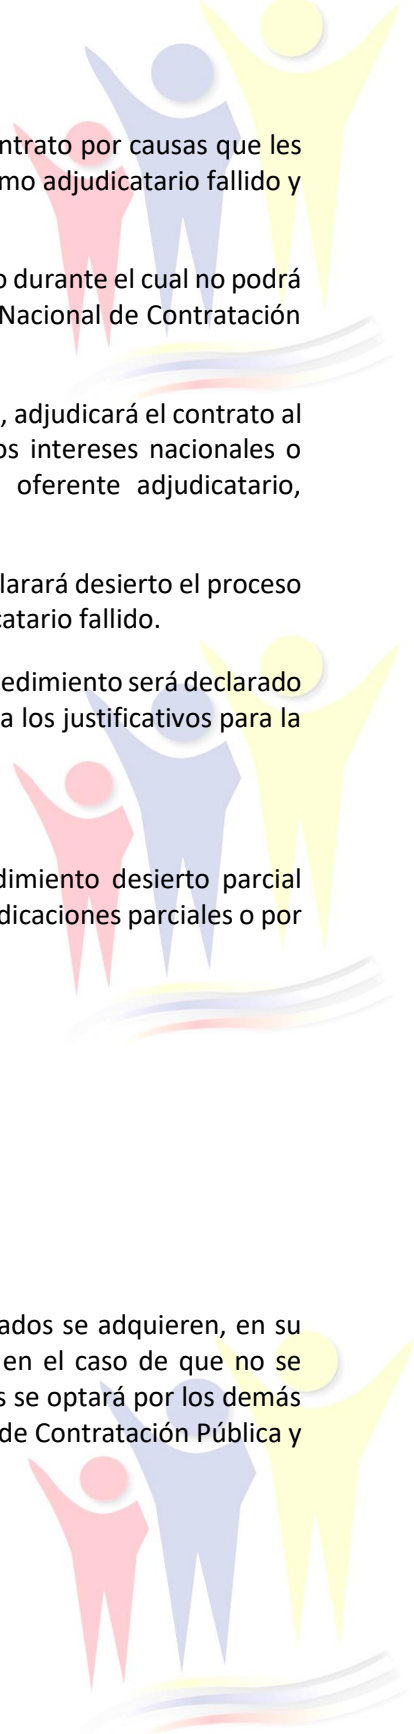 ntrato por causas que les
mo adjudicatario fallido y
o durante el cual no podrá
Nacional de Contratación
, adjudicará el contrato al
os intereses nacionales o
oferente adjudicatario,
larará desierto el proceso
catario fallido.
edimiento será declarado
a los justificativos para la
dimiento desierto parcial
dicaciones parciales o por
ados se adquieren, en su
en el caso de que no se
s se optará por los demás
de Contratación Pública y